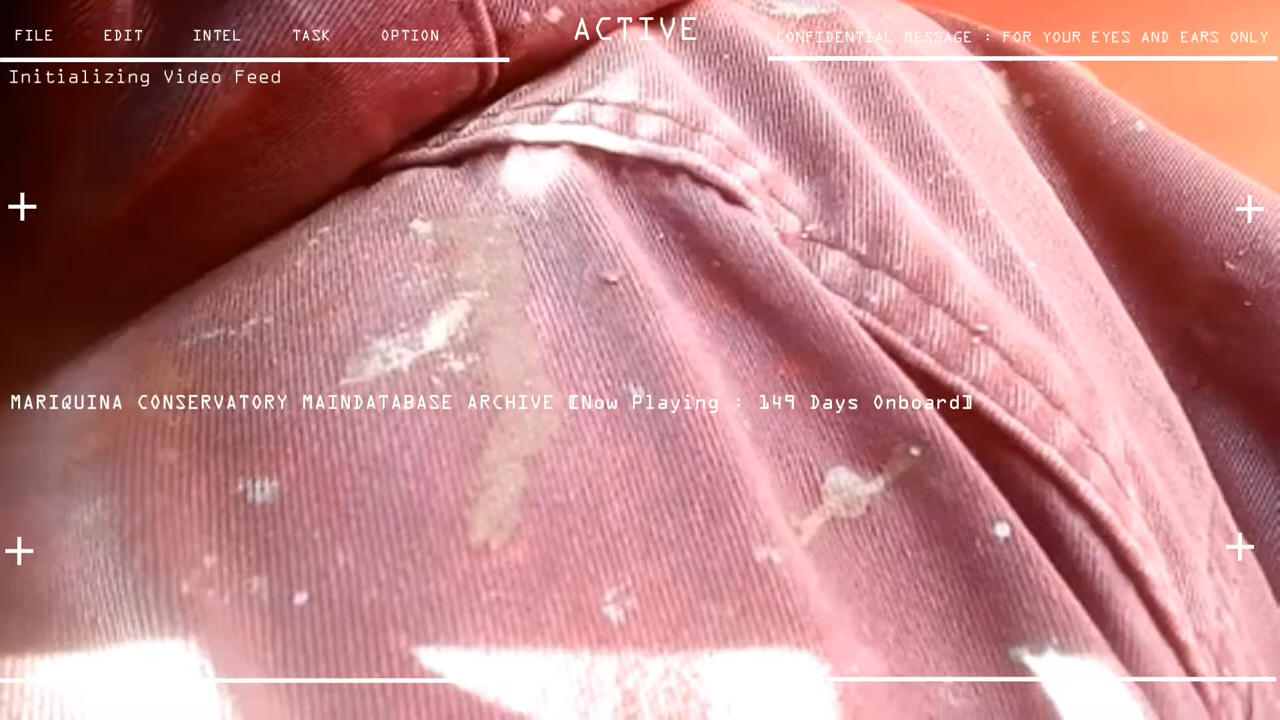 FILE EDIT INTEL TASK OPTION
ACTIVE
CONFIDENTIAL MESSAGE : FOR YOUR EYES AND EARS ONLY
Initializing Video Feed
MARIQUINA CONSERVATORY MAINDATABASE ARCHIVE [Now Playing : 149 Days Onboard]